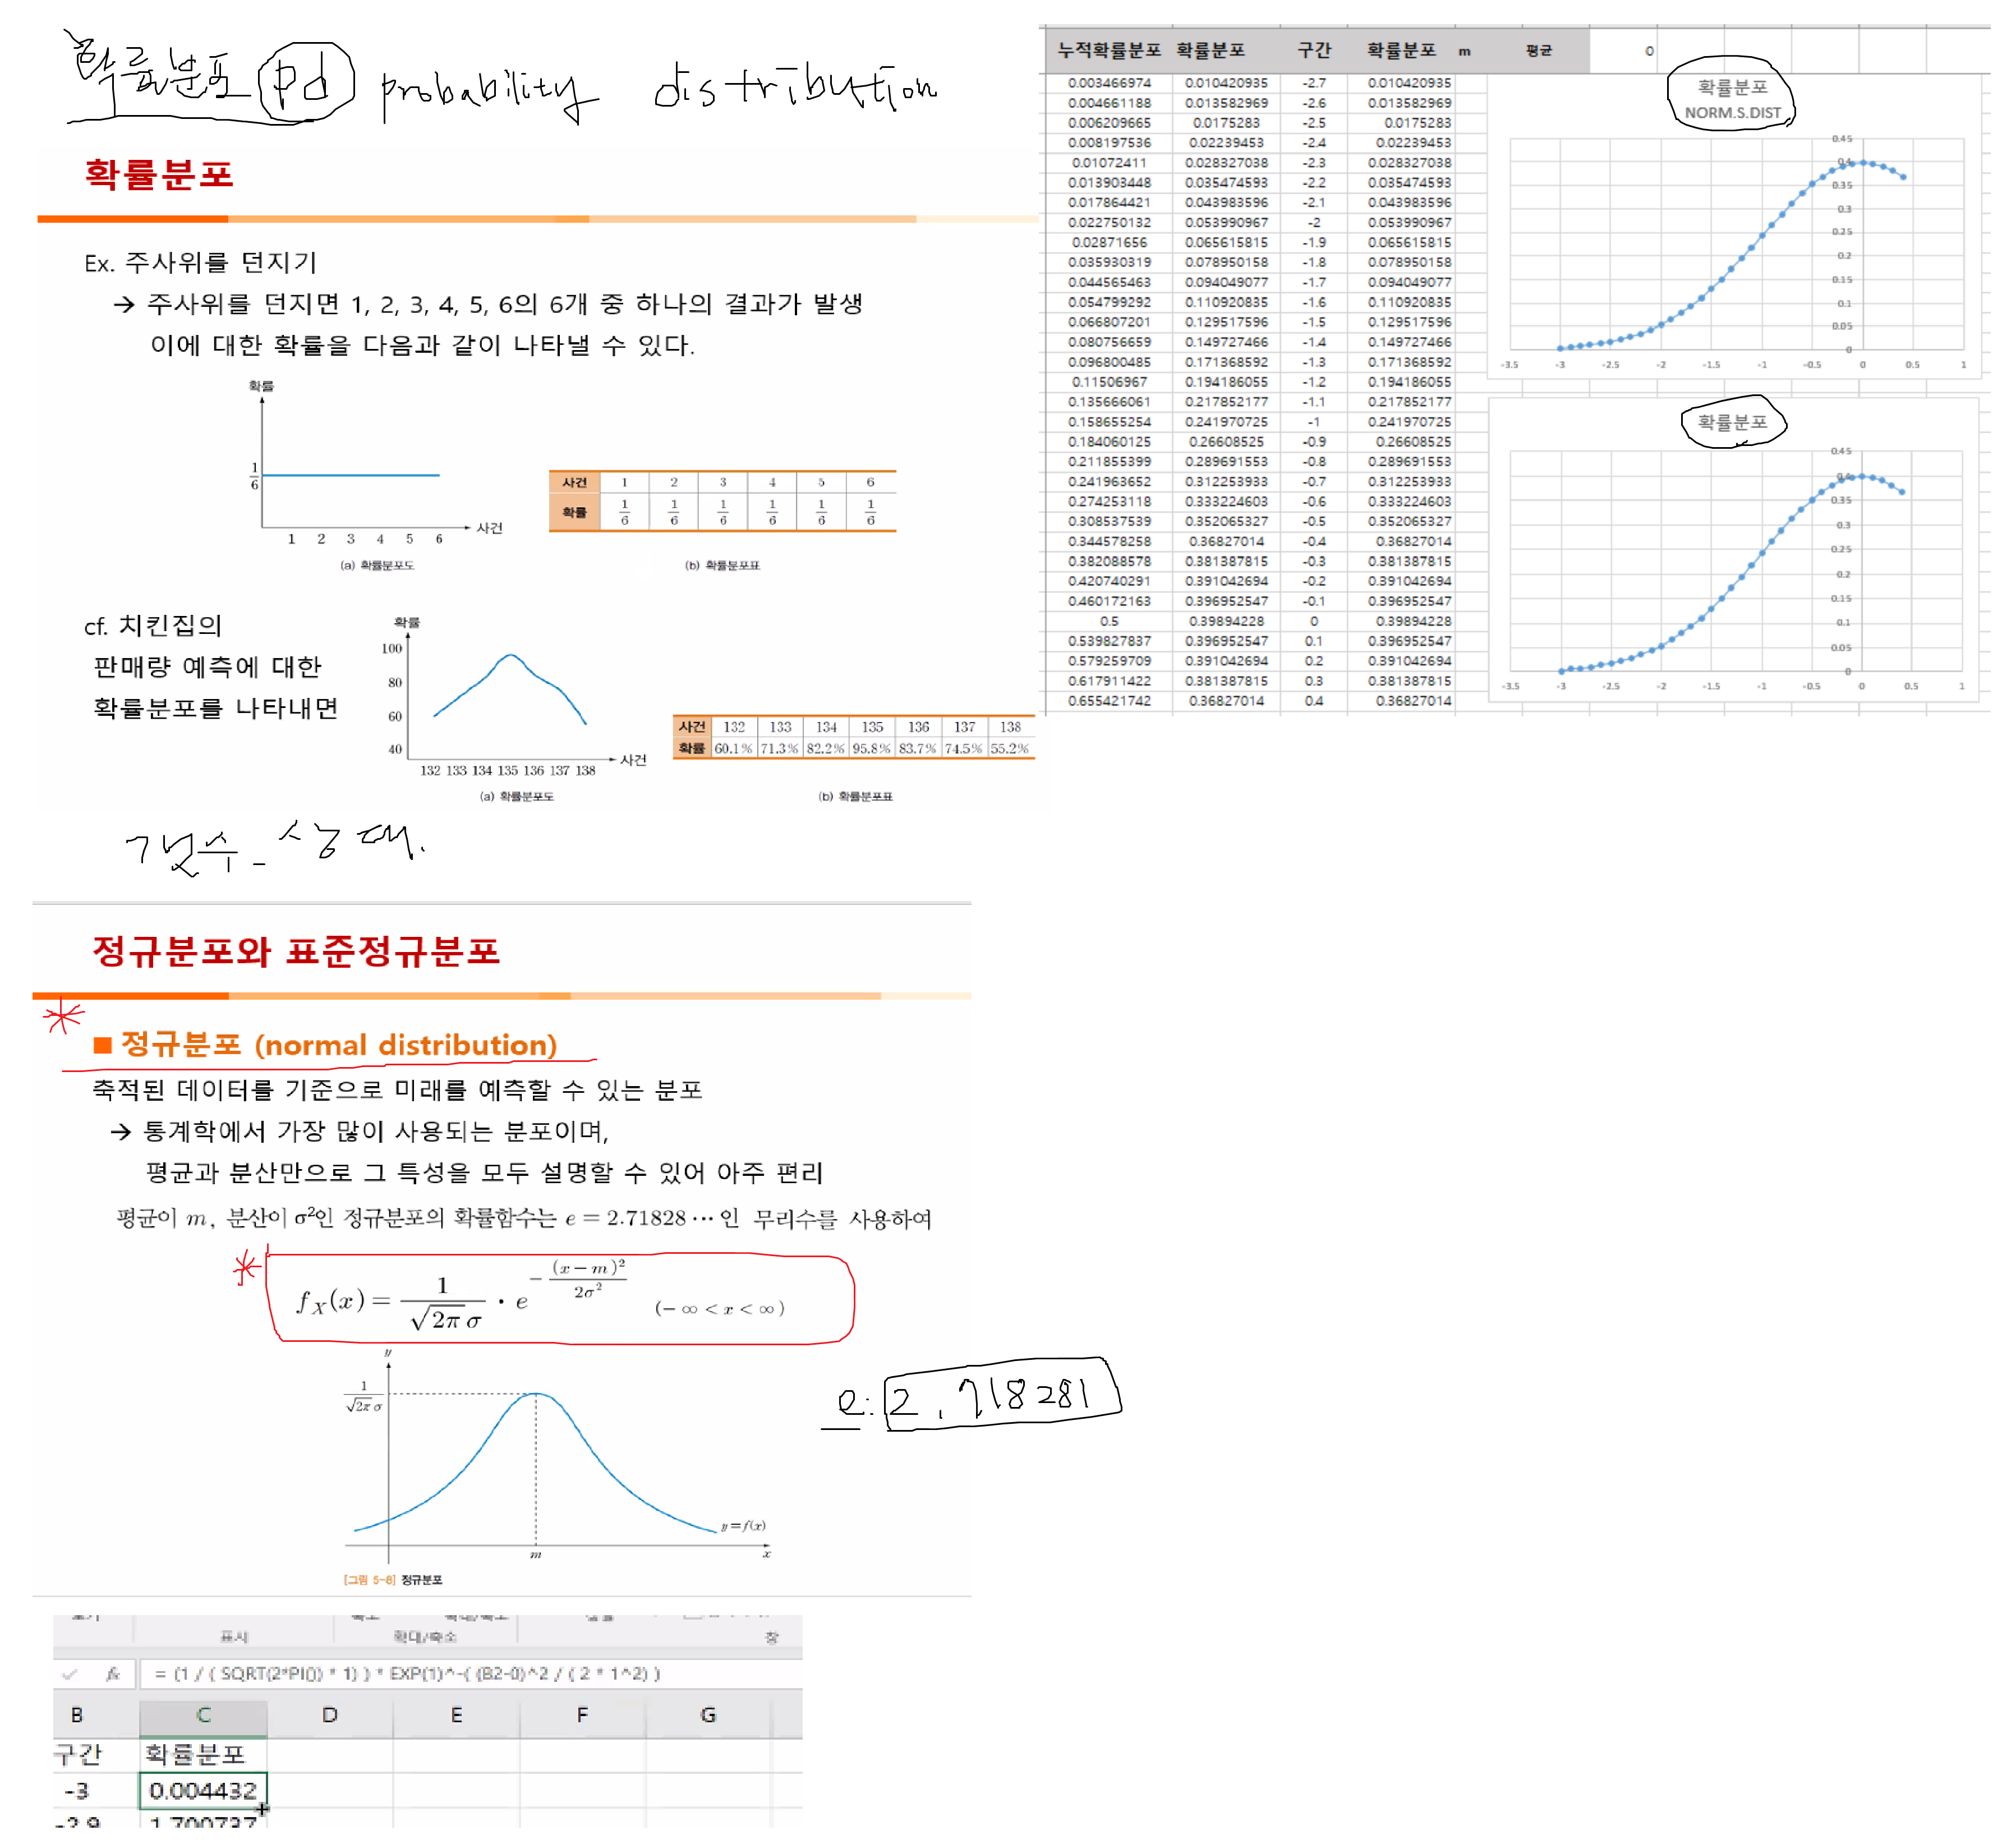 확률분포 pd probability distribution
확률분포
Ex. 주사위를 던지기
→ 주사위를 던지면 1, 2, 3, 4, 5, 6의 6개 중 하나의 결과가 발생
이에 대한 확률을 다음과 같이 나타낼 수 있다.
확률
1
6
1 2 3 4 5 6
사건
(a) 확률분포도
사건 1 2 3 4 5 6
확률 1/6 1/6 1/6 1/6 1/6 1/6
(b) 확률분포표
cf. 치킨집의
판매량 예측에 대한
확률분포를 나타내면
확률
100
80
60
40
사건
132 133 134 135 136 137 138
(a) 확률분포도
사건 132 133 134 135 136 137 138
확률 60.1% 71.3% 82.2% 95.8% 83.7% 74.5% 55.2%
(b) 확률분포표
누적확률분포 확률분포 구간 확률분포 m 평균 0
0.003466974 0.010420935 -2.7 0.010420935
0.004661188 0.013582969 -2.6 0.013582969
0.006209665 0.0175283 -2.5 0.0175283
0.008197536 0.02239453 -2.4 0.02239453
0.01072411 0.028327038 -2.3 0.028327038
0.013903448 0.035474593 -2.2 0.035474593
0.017864421 0.043983596 -2.1 0.043983596
0.022750132 0.053990967 -2 0.053990967
0.02871656 0.065615815 -1.9 0.065615815
0.035930319 0.078950158 -1.8 0.078950158
0.044565463 0.094049077 -1.7 0.094049077
0.054799292 0.110920835 -1.6 0.110920835
0.066807201 0.129517596 -1.5 0.129517596
0.080756659 0.149727466 -1.4 0.149727466
0.096800485 0.171368592 -1.3 0.171368592
0.11506967 0.194186055 -1.2 0.194186055
0.135666061 0.217852177 -1.1 0.217852177
0.158655254 0.241970725 -1 0.241970725
0.184060125 0.26608525 -0.9 0.26608525
0.211855399 0.289691553 -0.8 0.289691553
0.241963652 0.312253933 -0.7 0.312253933
0.274253118 0.333224603 -0.6 0.333224603
0.308537539 0.352065327 -0.5 0.352065327
0.344578258 0.36827014 -0.4 0.36827014
0.382088578 0.381387815 -0.3 0.381387815
0.420740291 0.391042694 -0.2 0.391042694
0.460172163 0.396952547 -0.1 0.396952547
0.5 0.39894228 0 0.39894228
0.539827837 0.396952547 0.1 0.396952547
0.579259709 0.391042694 0.2 0.391042694
0.617911422 0.381387815 0.3 0.381387815
0.655421742 0.36827014 0.4 0.36827014
확률분포
NORM.S.DIST
0.45
0.4
0.35
0.3
0.25
0.2
0.15
0.1
0.05
0
-3.5 -3 -2.5 -2 -1.5 -1 -0.5 0 0.5 1
확률분포
0.45
0.4
0.35
0.3
0.25
0.2
0.15
0.1
0.05
0
-3.5 -3 -2.5 -2 -1.5 -1 -0.5 0 0.5 1
정규분포와 표준정규분포
■ 정규분포 (normal distribution)
축적된 데이터를 기준으로 미래를 예측할 수 있는 분포
→ 통계학에서 가장 많이 사용되는 분포이며,
평균과 분산만으로 그 특성을 모두 설명할 수 있어 아주 편리
평균이 m, 분산이 σ²인 정규분포의 확률함수는 e = 2.71828 ⋯ 인 무리수를 사용하여
f_X(x) = 1/(√2π σ) · e^(−(x−m)²/2σ²) (−∞ < x < ∞)
y
1/(√2π σ)
y = f(x)
m
x
[그림 5-8] 정규분포
e: 2.718281
표시 확대/축소 창
fx = (1 / ( SQRT(2*PI()) * 1) ) * EXP(1)^-( (B2-0)^2 / ( 2 * 1^2) )
B C D E F G
구간 확률분포
-3 0.004432
-2.9 1.700737